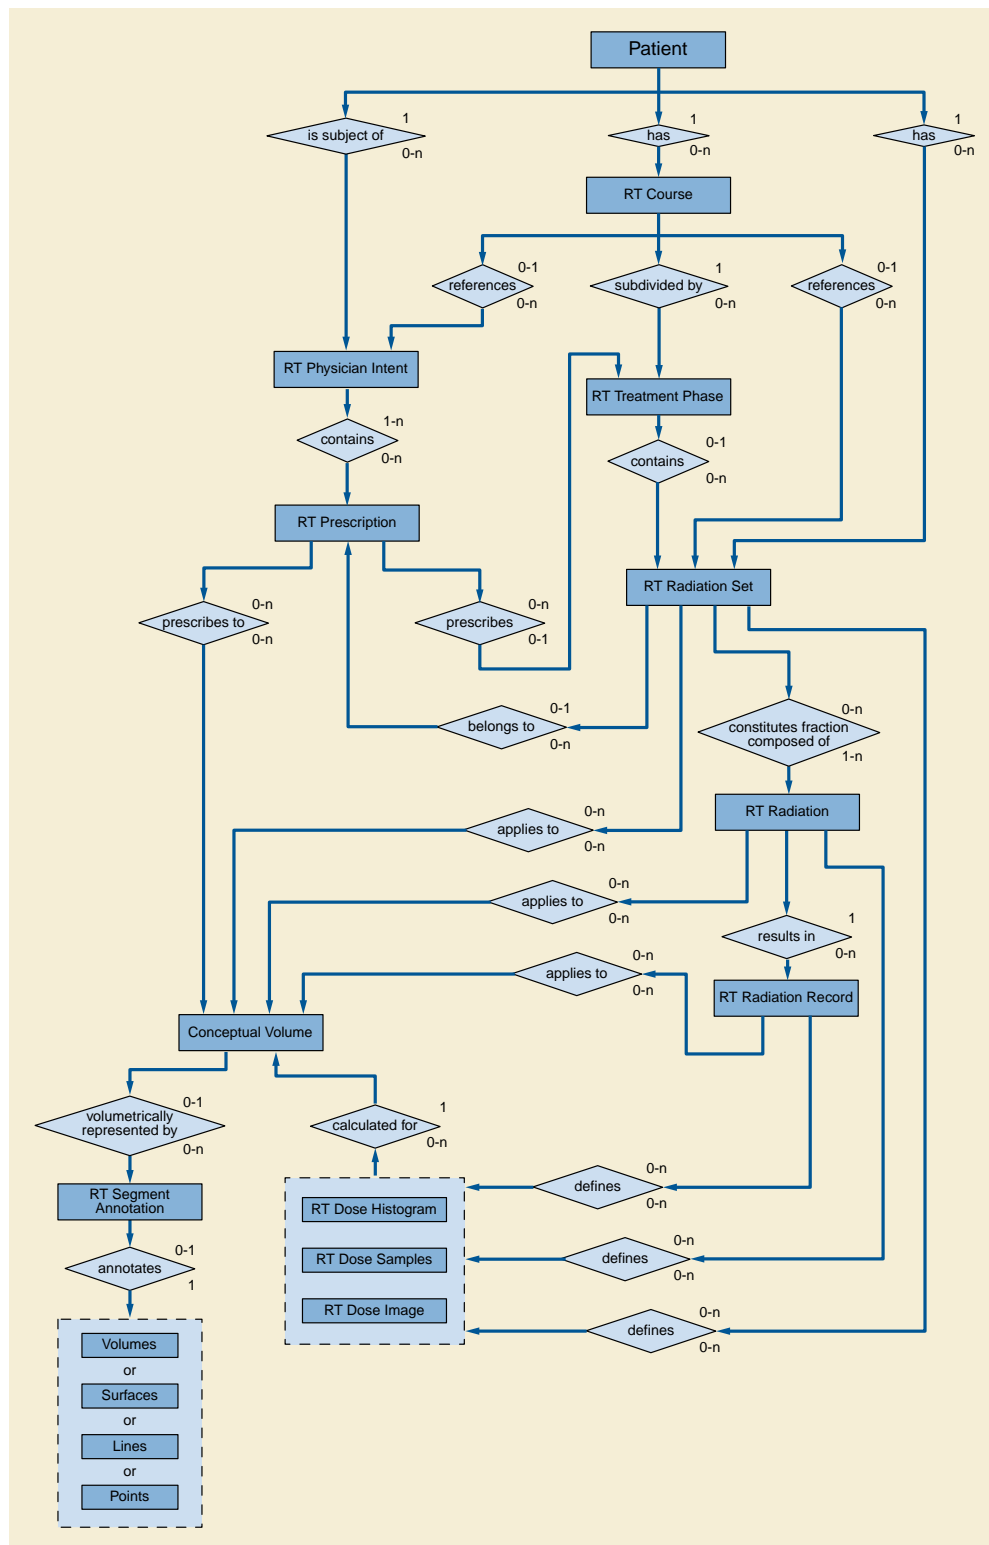 Patient
1
is subject of
0-n
1
has
0-n
1
has
0-n
RT Course
0-1
references
0-n
1
subdivided by
0-n
0-1
references
0-n
RT Physician Intent
RT Treatment Phase
1-n
contains
0-n
0-1
contains
0-n
RT Prescription
RT Radiation Set
0-n
prescribes to
0-n
0-n
prescribes
0-1
0-1
belongs to
0-n
0-n
constitutes fraction
composed of
1-n
RT Radiation
0-n
applies to
0-n
0-n
applies to
0-n
1
results in
0-n
0-n
applies to
0-n
RT Radiation Record
Conceptual Volume
0-1
volumetrically
represented by
0-n
1
calculated for
0-n
RT Segment
Annotation
0-n
defines
0-n
RT Dose Histogram
0-1
annotates
1
0-n
defines
0-n
RT Dose Samples
RT Dose Image
0-n
defines
0-n
Volumes
or
Surfaces
or
Lines
or
Points